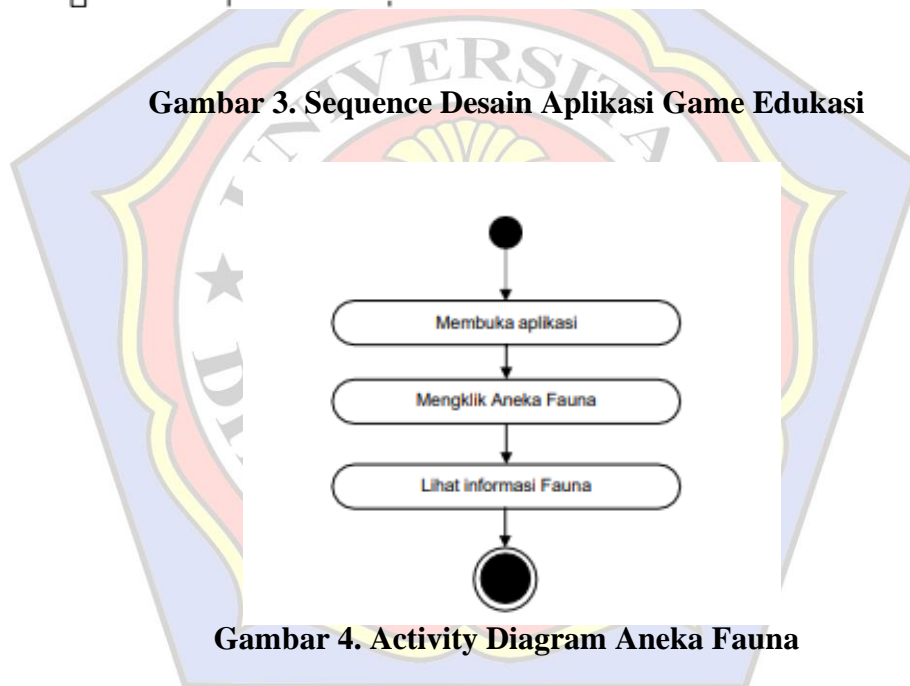 Gambar 3. Sequence Desain Aplikasi Game Edukasi
UNIVERSITA
Membuka aplikasi
Mengklik Aneka Fauna
Lihat informasi Fauna
Gambar 4. Activity Diagram Aneka Fauna